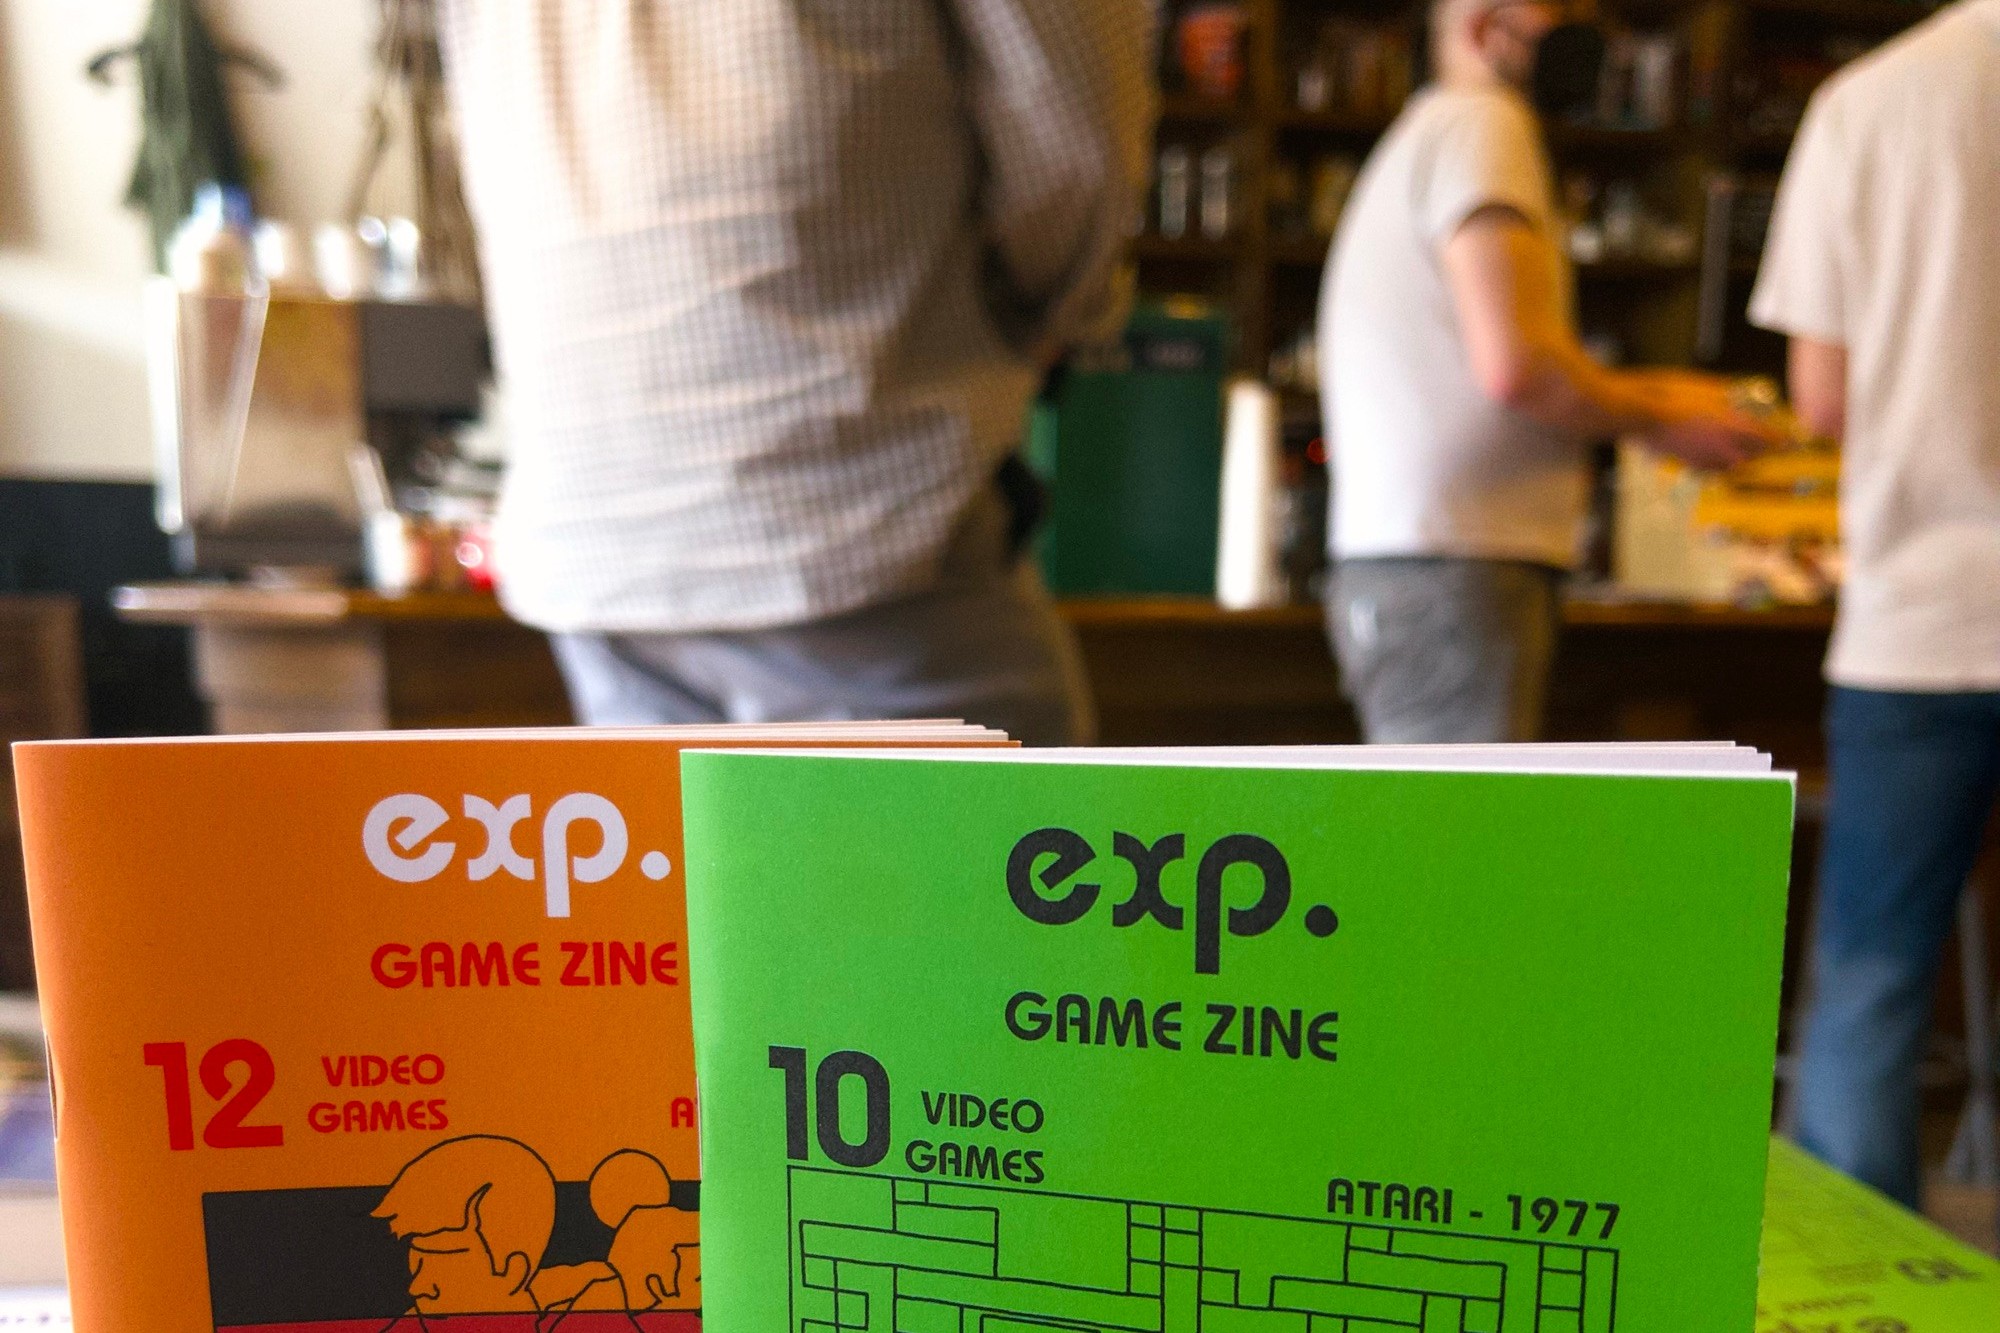 exp.
GAME ZINE
12 VIDEO
GAMES
exp.
GAME ZINE
10 VIDEO
GAMES
ATARI - 1977